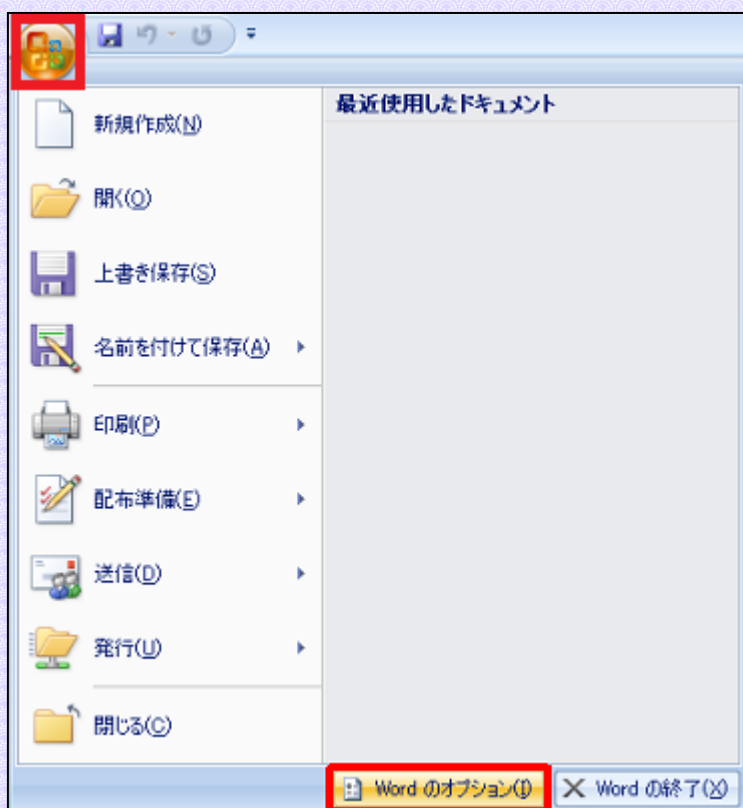 最近使用したドキュメント
新規作成(N)
開く(O)
上書き保存(S)
名前を付けて保存(A)
印刷(P)
配布準備(E)
送信(D)
発行(U)
閉じる(C)
Word のオプション(I)
Word の終了(X)